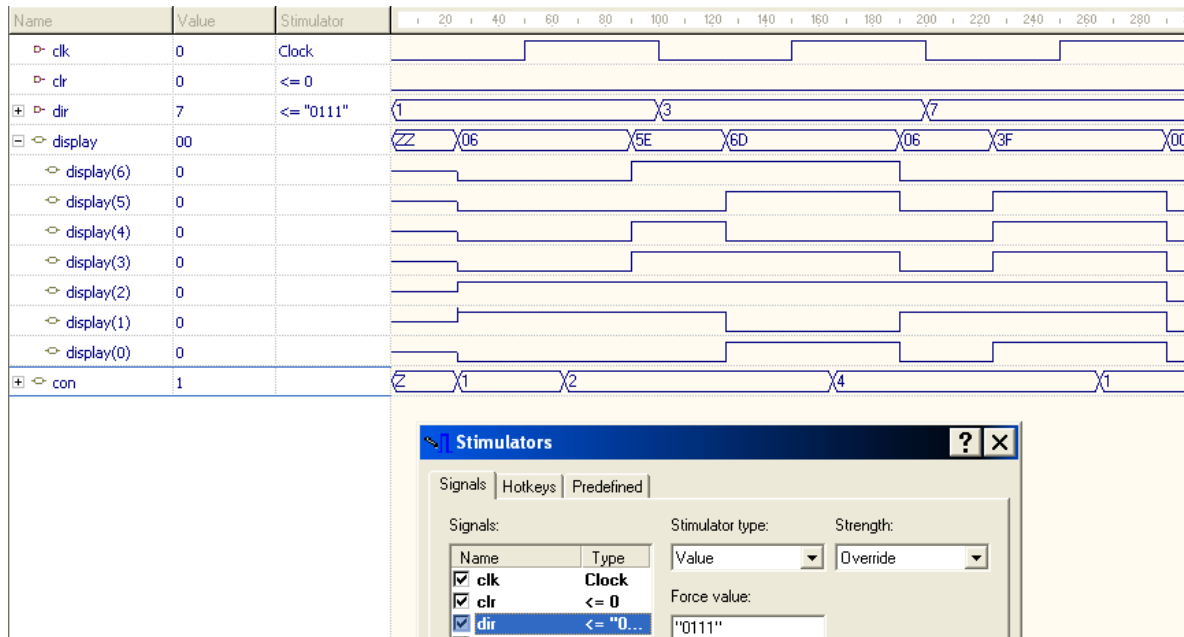 Name Value Stimulator 20 40 60 80 100 120 140 160 180 200 220 240 260 280
clk 0 Clock
clr 0 <= 0
dir 7 <= "0111" 1 3 7
display 00 ZZ 06 5E 6D 06 3F 00
display(6) 0
display(5) 0
display(4) 0
display(3) 0
display(2) 0
display(1) 0
display(0) 0
con 1 Z 1 2 4 1
Stimulators
Signals Hotkeys Predefined
Signals: Stimulator type: Strength:
Name Type Value Override
clk Clock
clr <= 0 Force value:
dir <= "0... "0111"